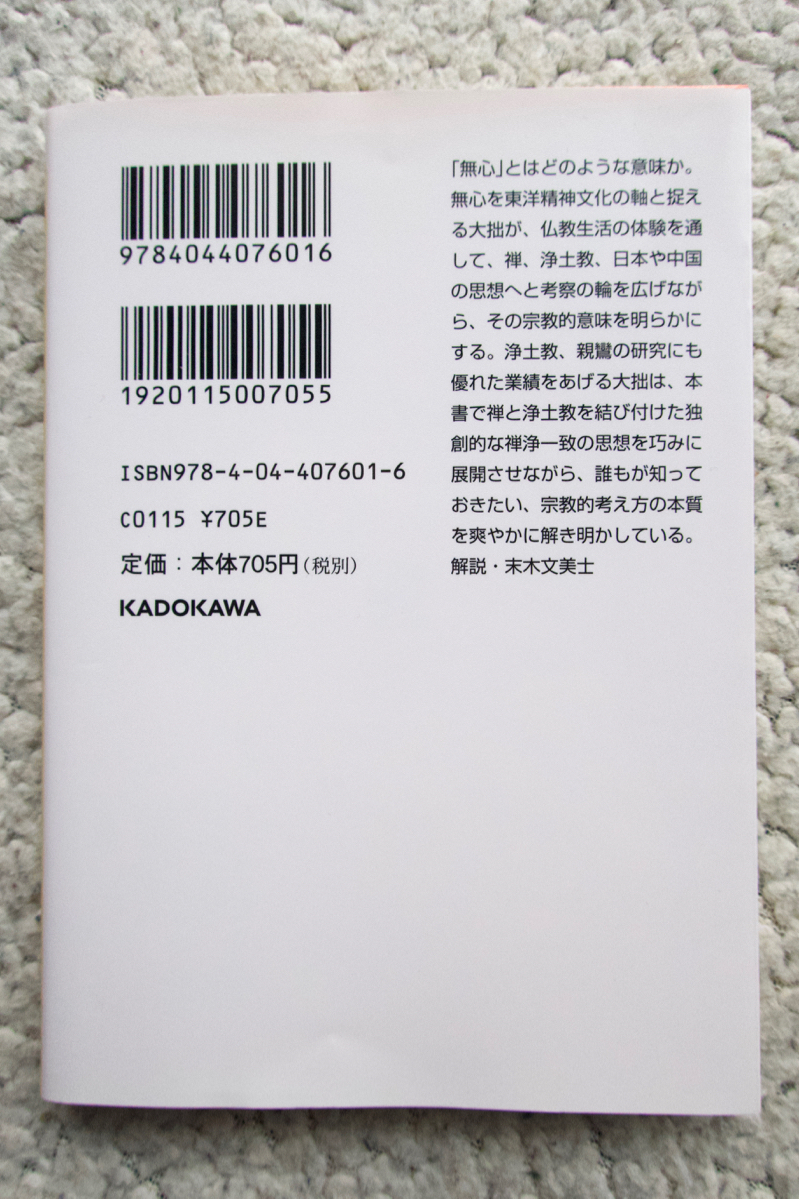 9784044076016
1920115007055
ISBN978-4-04-407601-6
C0115 ¥705E
定価：本体705円（税別）
KADOKAWA
「無心」とはどのような意味か。
無心を東洋精神文化の軸と捉え
る大拙が、仏教生活の体験を通
して、禅、浄土教、日本や中国
の思想へと考察の輪を広げなが
ら、その宗教的意味を明らかに
する。浄土教、親鸞の研究にも
優れた業績をあげる大拙は、本
書で禅と浄土教を結び付けた独
創的な禅浄一致の思想を巧みに
展開させながら、誰もが知って
おきたい、宗教的考え方の本質
を爽やかに解き明かしている。
解説・末木文美士